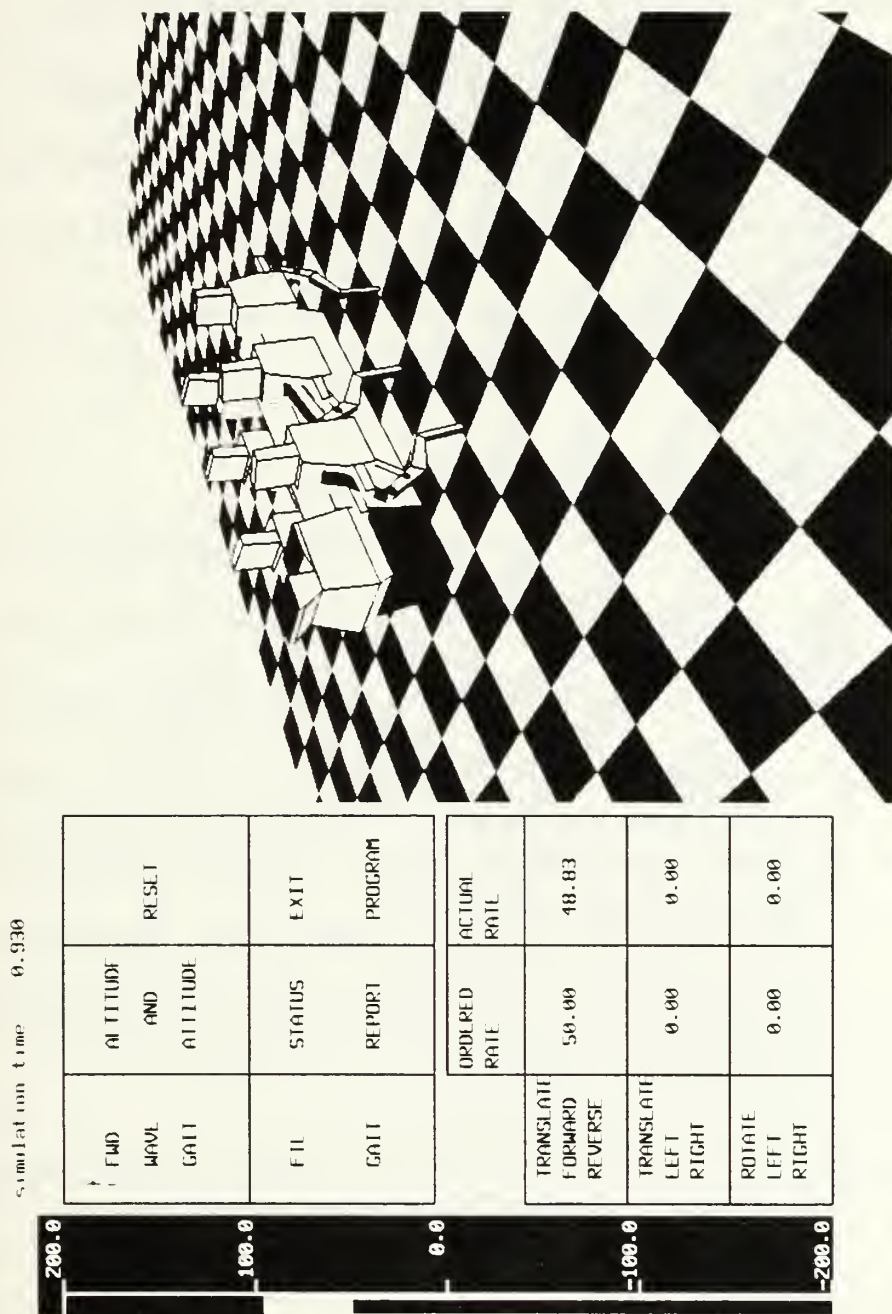 simulation time 0.930
FWD
WAVE
GAIT
ALTITUDE
AND
ATTITUDE
RESET
FTL
GAIT
STATUS
REPORT
EXIT
PROGRAM
ORDERED
RATE
ACTUAL
RATE
TRANSLATE
FORWARD
REVERSE
50.00
48.83
TRANSLATE
LEFT
RIGHT
0.00
0.00
ROTATE
LEFT
RIGHT
0.00
0.00
200.0
100.0
0.0
-100.0
-200.0